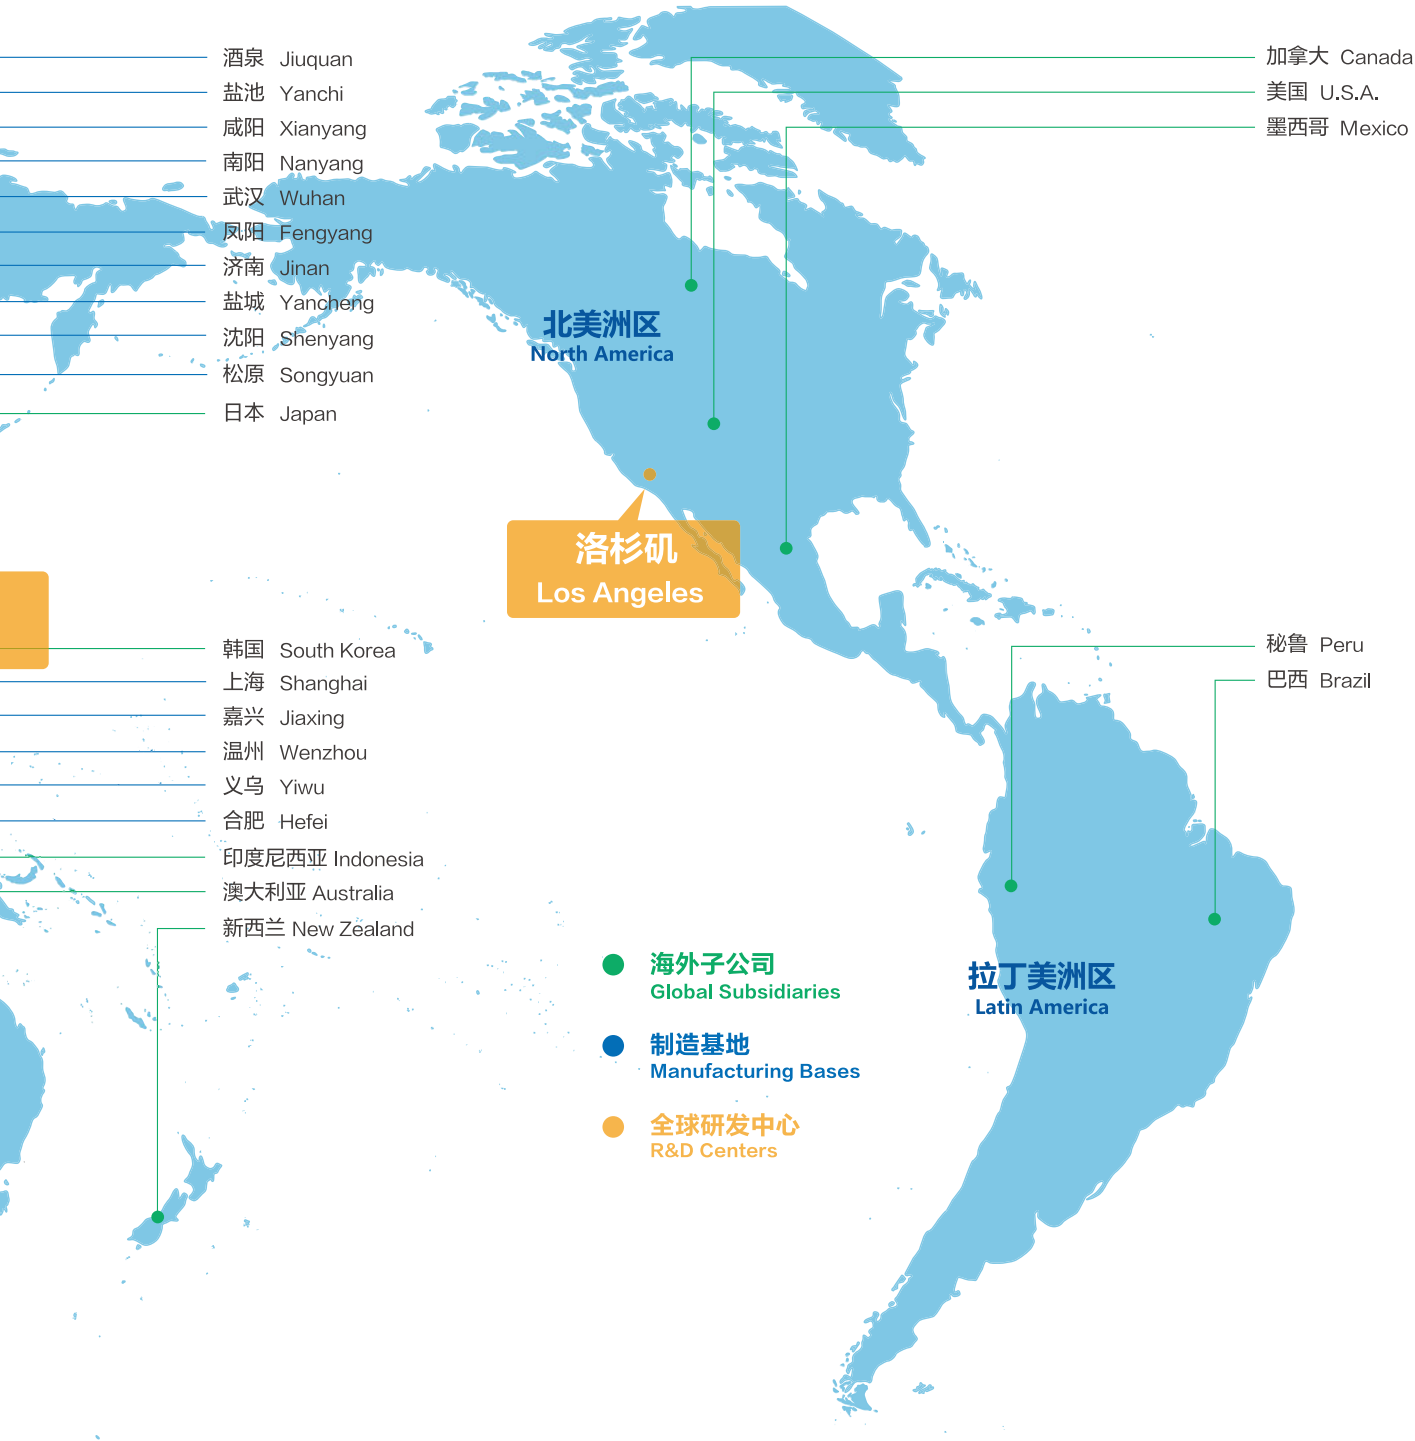 酒泉 Jiuquan
盐池 Yanchi
咸阳 Xianyang
南阳 Nanyang
武汉 Wuhan
凤阳 Fengyang
济南 Jinan
盐城 Yancheng
沈阳 Shenyang
松原 Songyuan
日本 Japan
加拿大 Canada
美国 U.S.A.
墨西哥 Mexico
北美洲区
North America
洛杉矶
Los Angeles
韩国 South Korea
上海 Shanghai
嘉兴 Jiaxing
温州 Wenzhou
义乌 Yiwu
合肥 Hefei
印度尼西亚 Indonesia
澳大利亚 Australia
新西兰 New Zealand
秘鲁 Peru
巴西 Brazil
拉丁美洲区
Latin America
海外子公司
Global Subsidiaries
制造基地
Manufacturing Bases
全球研发中心
R&D Centers